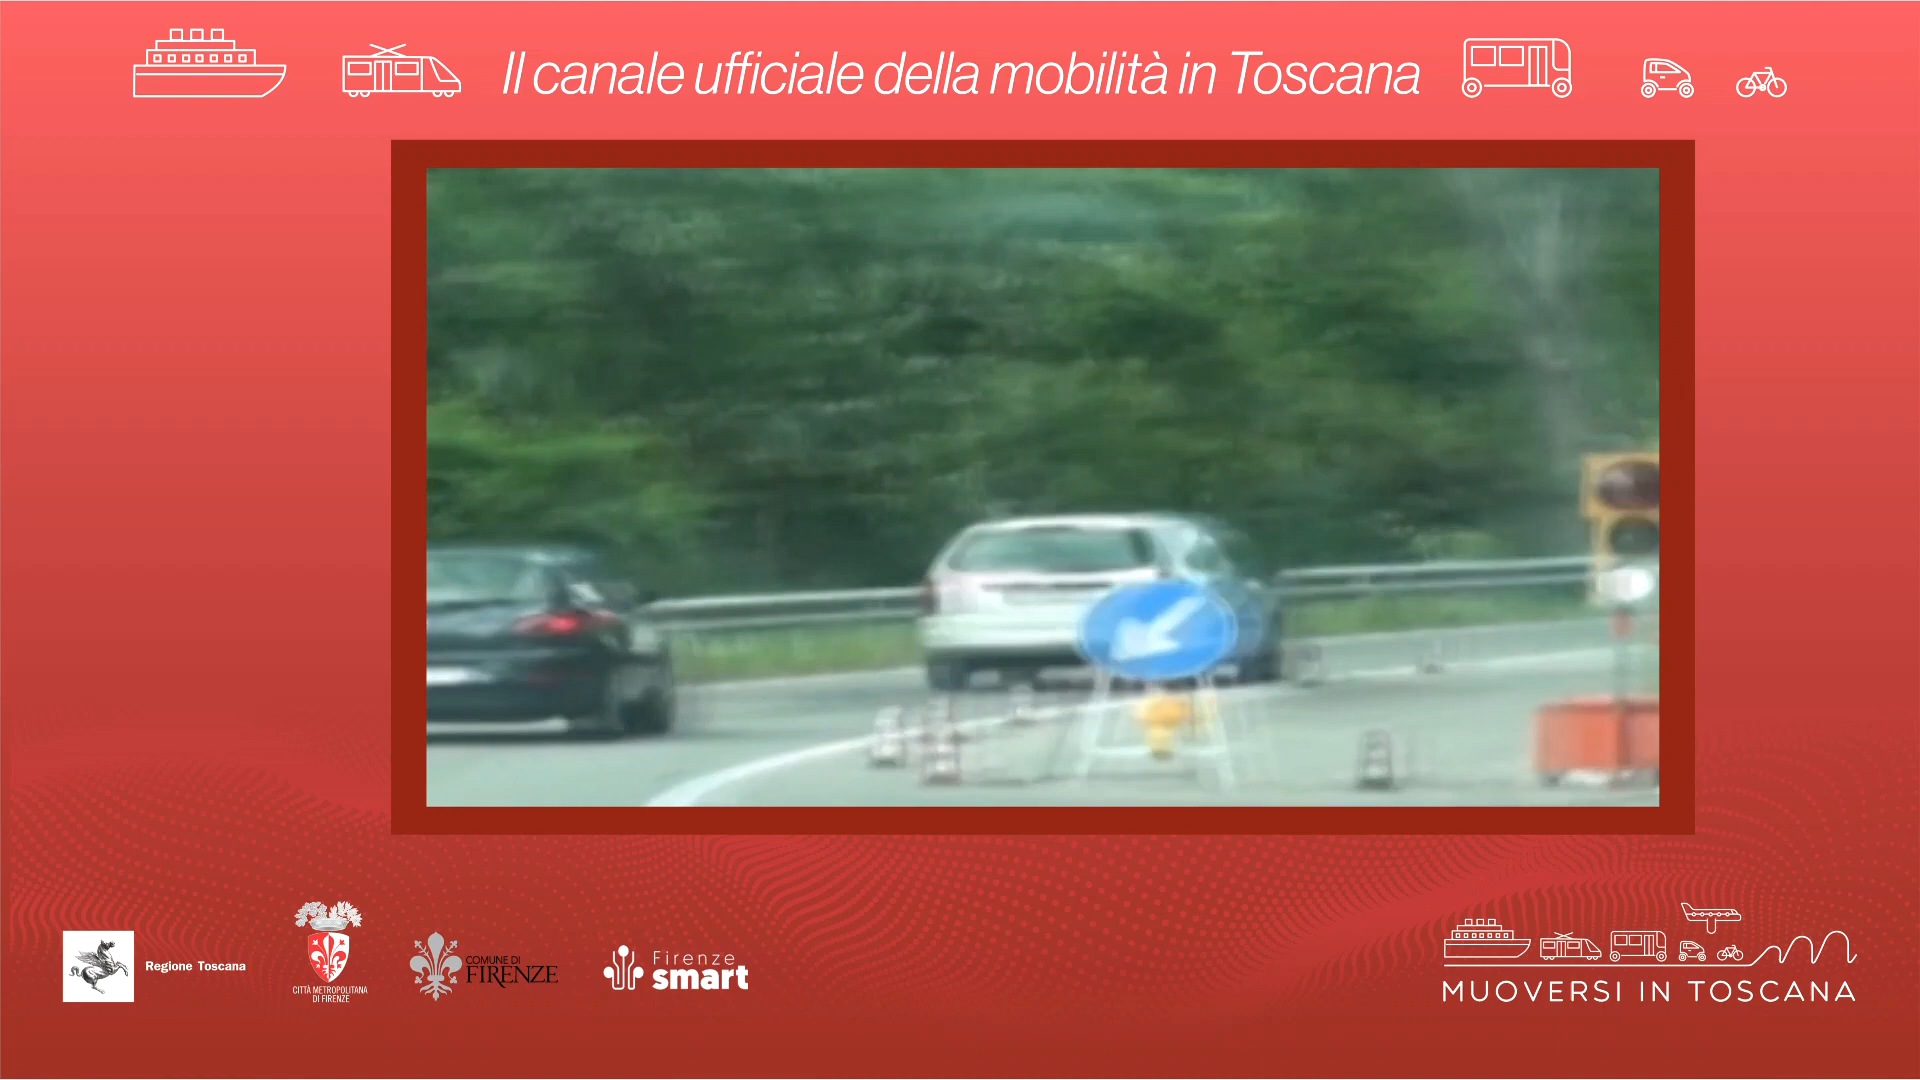 Il canale ufficiale della mobilità in Toscana
Regione Toscana
CITTÀ METROPOLITANA
DI FIRENZE
COMUNE DI
FIRENZE
Firenze
smart
MUOVERSI IN TOSCANA